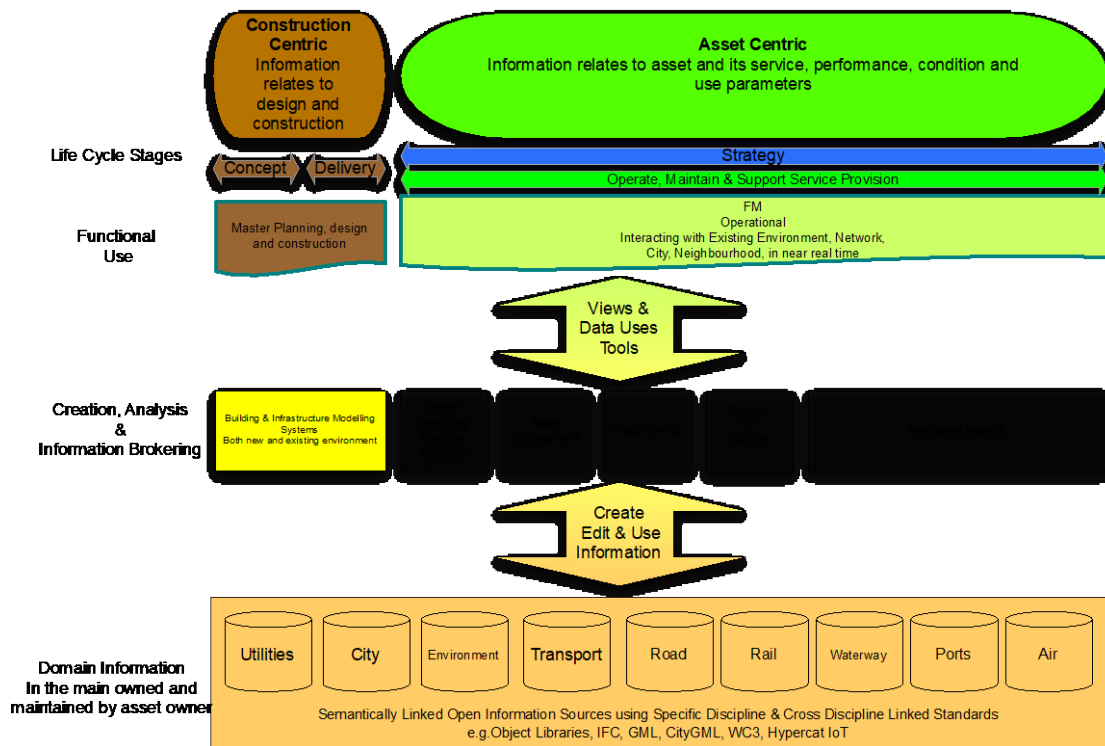 Construction
Centric
Information
relates to
design and
construction
Asset Centric
Information relates to asset and its service, performance, condition and
use parameters
Life Cycle Stages
Concept
Delivery
Strategy
Operate, Maintain & Support Service Provision
Functional
Use
Master Planning, design
and construction
FM
Operational
Interacting with Existing Environment, Network,
City, Neighbourhood, in near real time
Views &
Data Uses
Tools
Creation, Analysis
&
Information Brokering
Building & Infrastructure Modelling
Systems
Both new and existing environment
Create
Edit & Use
Information
Domain Information
In the main owned and
maintained by asset owner
Utilities
City
Environment
Transport
Road
Rail
Waterway
Ports
Air
Semantically Linked Open Information Sources using Specific Discipline & Cross Discipline Linked Standards
e.g.Object Libraries, IFC, GML, CityGML, WC3, Hypercat IoT